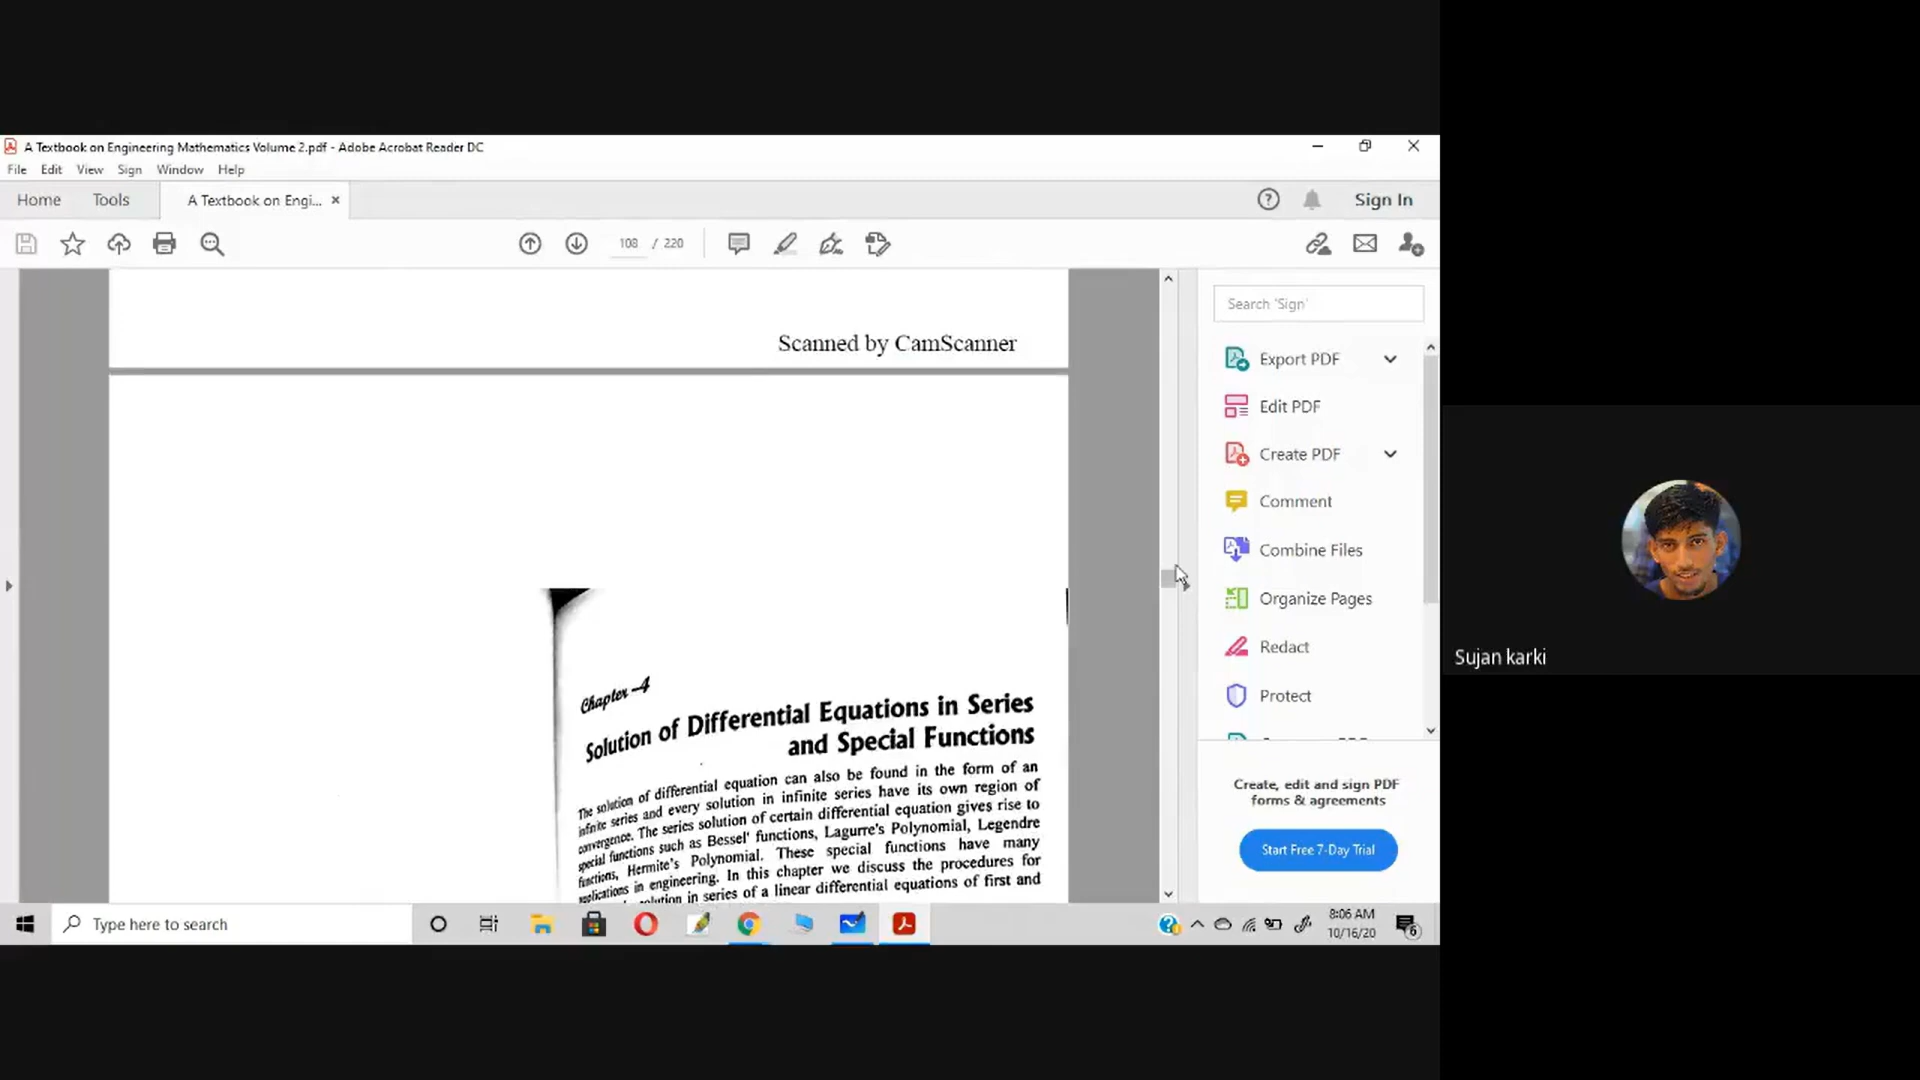 A Textbook on Engineering Mathematics Volume 2.pdf - Adobe Acrobat Reader DC
File Edit View Sign Window Help
Home Tools A Textbook on Engi... × Sign In
108 / 220
Search 'Sign'
Scanned by CamScanner
Export PDF
Edit PDF
Create PDF
Comment
Combine Files
Organize Pages
Redact
Protect
Create, edit and sign PDF
forms & agreements
Start Free 7-Day Trial
Chapter –4
Solution of Differential Equations in Series
and Special Functions
The solution of differential equation can also be found in the form of an
infinite series and every solution in infinite series have its own region of
convergence. The series solution of certain differential equation gives rise to
special functions such as Bessel' functions, Lagurre's Polynomial, Legendre
functions, Hermite's Polynomial. These special functions have many
applications in engineering. In this chapter we discuss the procedures for
solution in series of a linear differential equations of first and
Sujan karki
Type here to search
8:06 AM
10/16/20
6